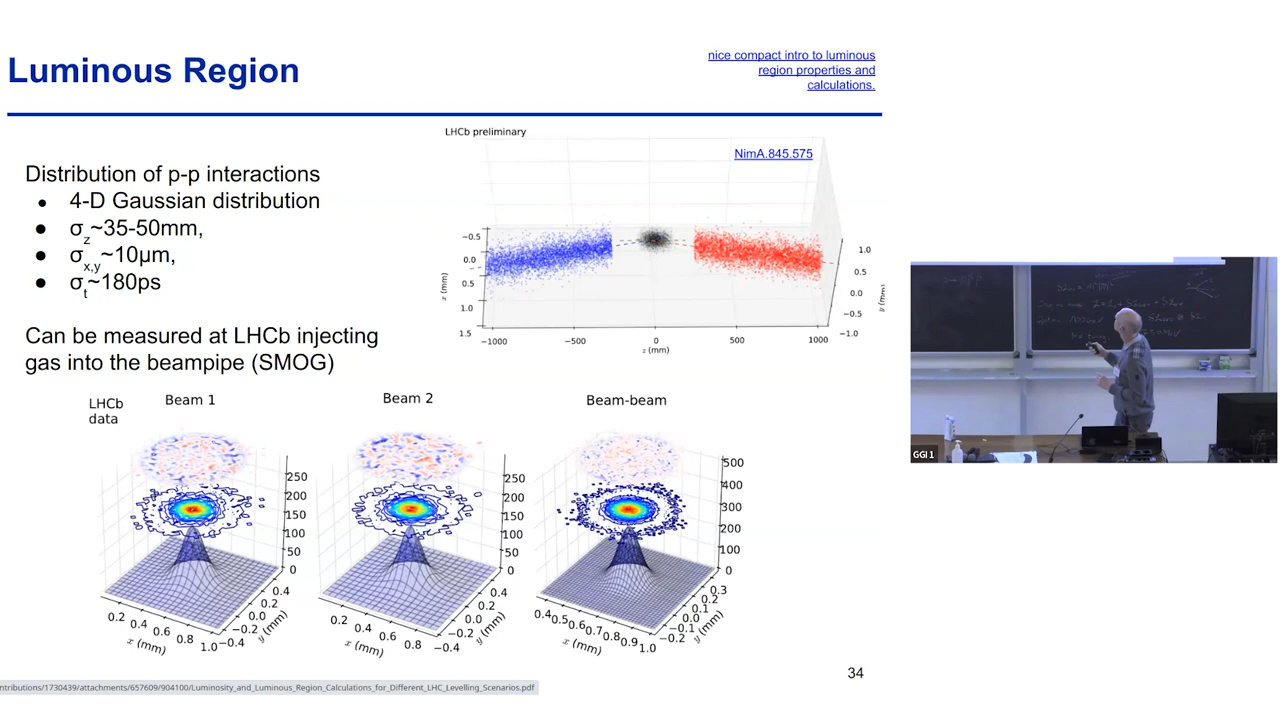 Luminous Region
nice compact intro to luminous
region properties and
calculations.
Distribution of p-p interactions
● 4-D Gaussian distribution
● σz~35-50mm,
● σx,y~10μm,
● σt~180ps
Can be measured at LHCb injecting
gas into the beampipe (SMOG)
LHCb preliminary
NimA.845.575
−0.5
0.0
0.5
1.0
1.5
x (mm)
−1000
−500
0
500
1000
z (mm)
1.0
0.5
0.0
−0.5
−1.0
y (mm)
LHCb
data
Beam 1
250
200
150
100
50
0
0.2 0.4 0.6 0.8 1.0
x (mm)
0.4
0.2
0.0
−0.2
−0.4
y (mm)
Beam 2
250
200
150
100
50
0
0.2 0.4 0.6 0.8
x (mm)
0.4
0.2
0.0
−0.2
−0.4
y (mm)
Beam-beam
500
400
300
200
100
0
0.4 0.5 0.6 0.7 0.8 0.9 1.0
x (mm)
0.3
0.2
0.1
0.0
−0.1
−0.2
y (mm)
34
ntributions/1730439/attachments/657609/904100/Luminosity_and_Luminous_Region_Calculations_for_Different_LHC_Levelling_Scenarios.pdf
GGI 1